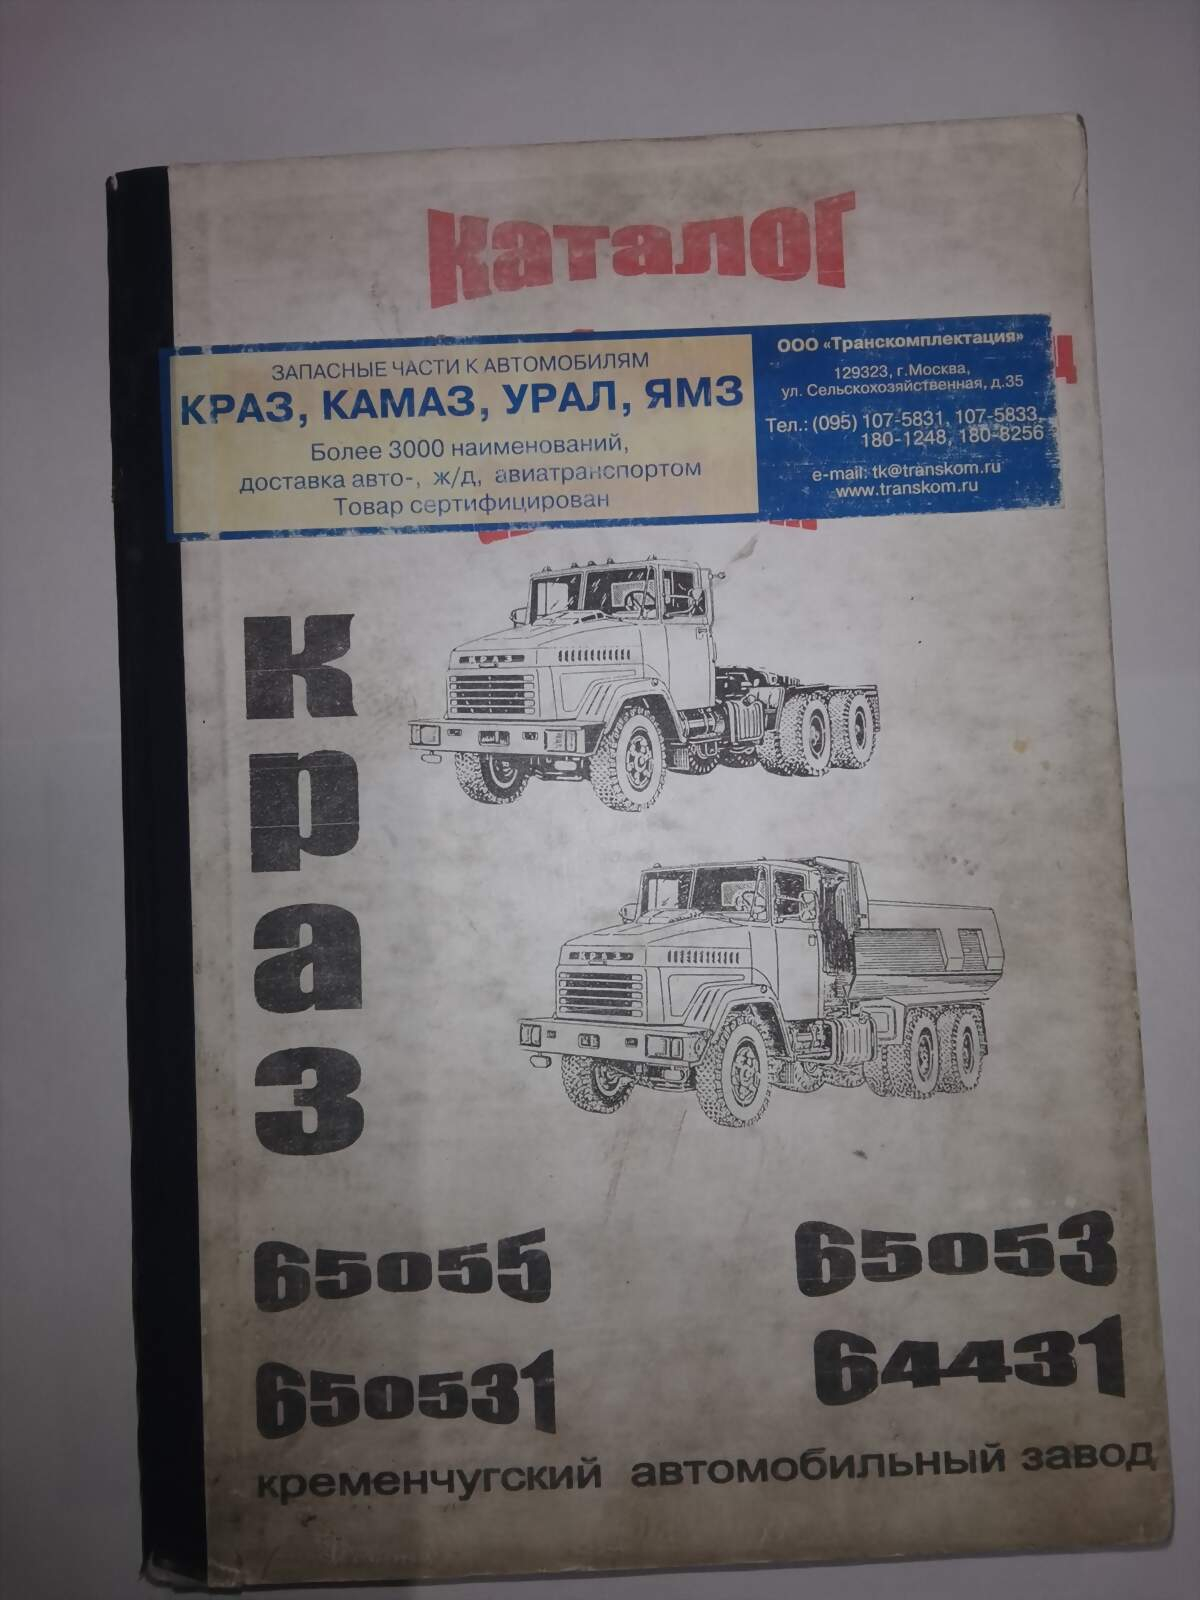 каталог
ЗАПАСНЫЕ ЧАСТИ К АВТОМОБИЛЯМ
КРАЗ, КАМАЗ, УРАЛ, ЯМЗ
Более 3000 наименований,
доставка авто-, ж/д, авиатранспортом
Товар сертифицирован
ООО «Транскомплектация»
129323, г.Москва,
ул. Сельскохозяйственная, д.35
Тел.: (095) 107-5831, 107-5833,
180-1248, 180-8256
e-mail: tk@transkom.ru
www.transkom.ru
КРАЗ
КРАЗ
краз
65055
65053
650531
64431
кременчугский автомобильный завод